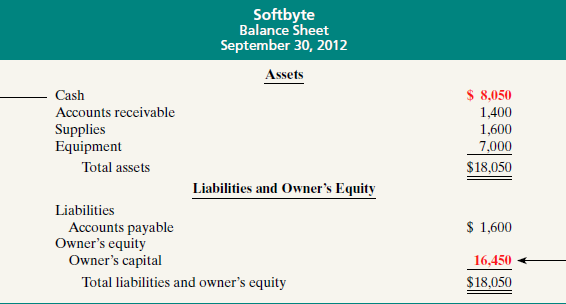 Softbyte
Balance Sheet
September 30, 2012
Assets
Cash $ 8,050
Accounts receivable 1,400
Supplies 1,600
Equipment 7,000
Total assets $18,050
Liabilities and Owner's Equity
Liabilities
Accounts payable $ 1,600
Owner's equity
Owner's capital 16,450
Total liabilities and owner's equity $18,050